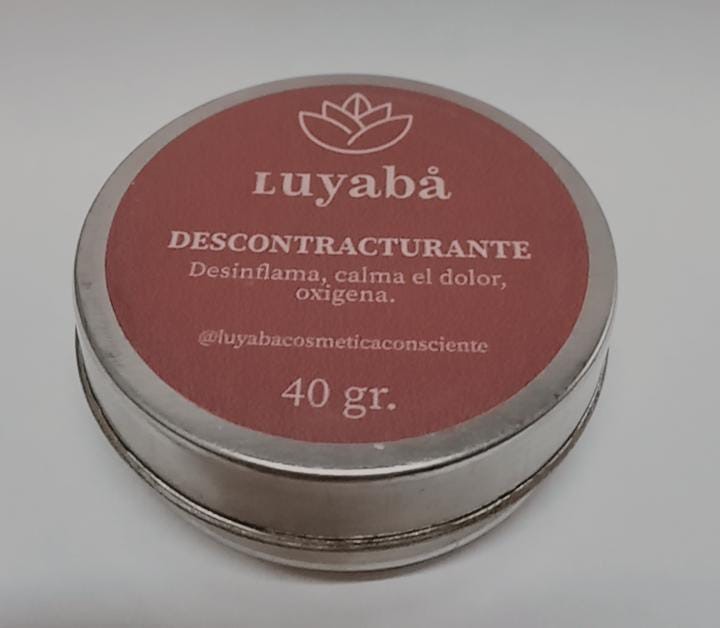 Luyabå
DESCONTRACTURANTE
Desinflama, calma el dolor,
oxigena.
@luyabacosmeticaconsciente
40 gr.